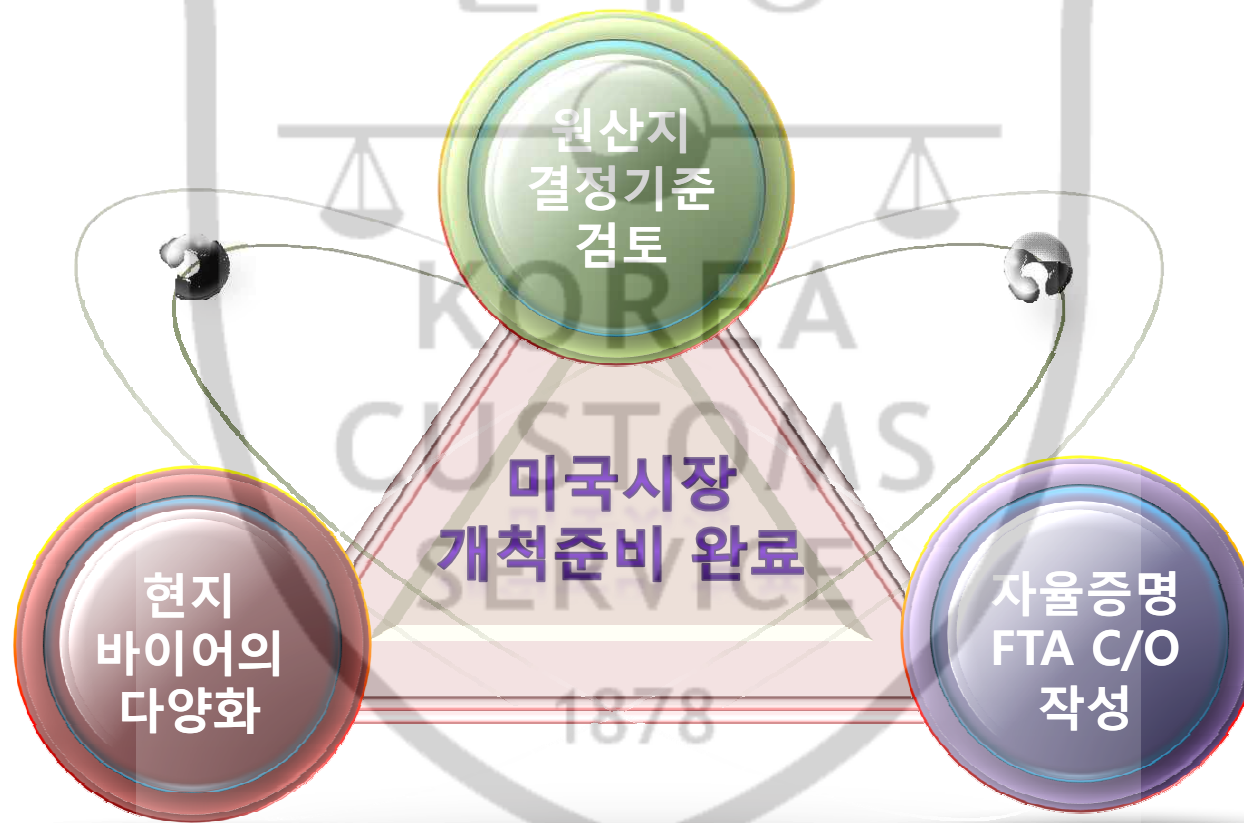 원산지
결정기준
검토
KOREA
CUSTOMS
SERVICE
1878
미국시장
개척준비 완료
현지
바이어의
다양화
자율증명
FTA C/O
작성